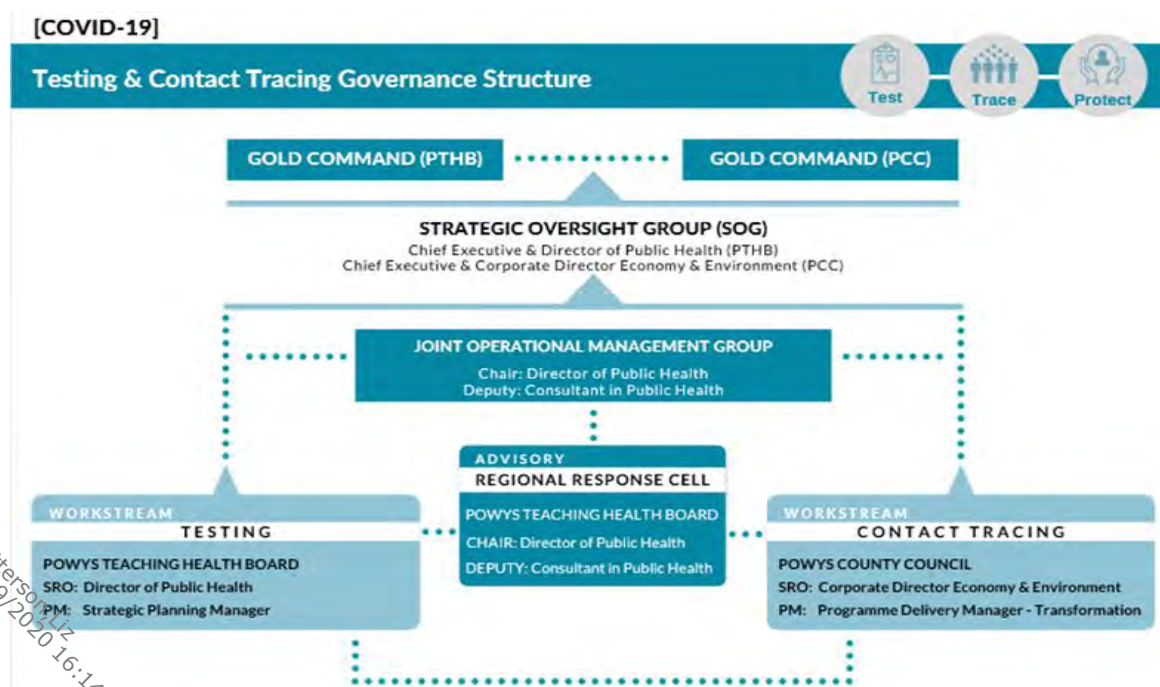 [COVID-19]
Testing & Contact Tracing Governance Structure
Test
Trace
Protect
GOLD COMMAND (PTHB)
GOLD COMMAND (PCC)
STRATEGIC OVERSIGHT GROUP (SOG)
Chief Executive & Director of Public Health (PTHB)
Chief Executive & Corporate Director Economy & Environment (PCC)
JOINT OPERATIONAL MANAGEMENT GROUP
Chair: Director of Public Health
Deputy: Consultant in Public Health
ADVISORY
REGIONAL RESPONSE CELL
POWYS TEACHING HEALTH BOARD
CHAIR: Director of Public Health
DEPUTY: Consultant in Public Health
WORKSTREAM
TESTING
POWYS TEACHING HEALTH BOARD
SRO: Director of Public Health
PM: Strategic Planning Manager
WORKSTREAM
CONTACT TRACING
POWYS COUNTY COUNCIL
SRO: Corporate Director Economy & Environment
PM: Programme Delivery Manager - Transformation